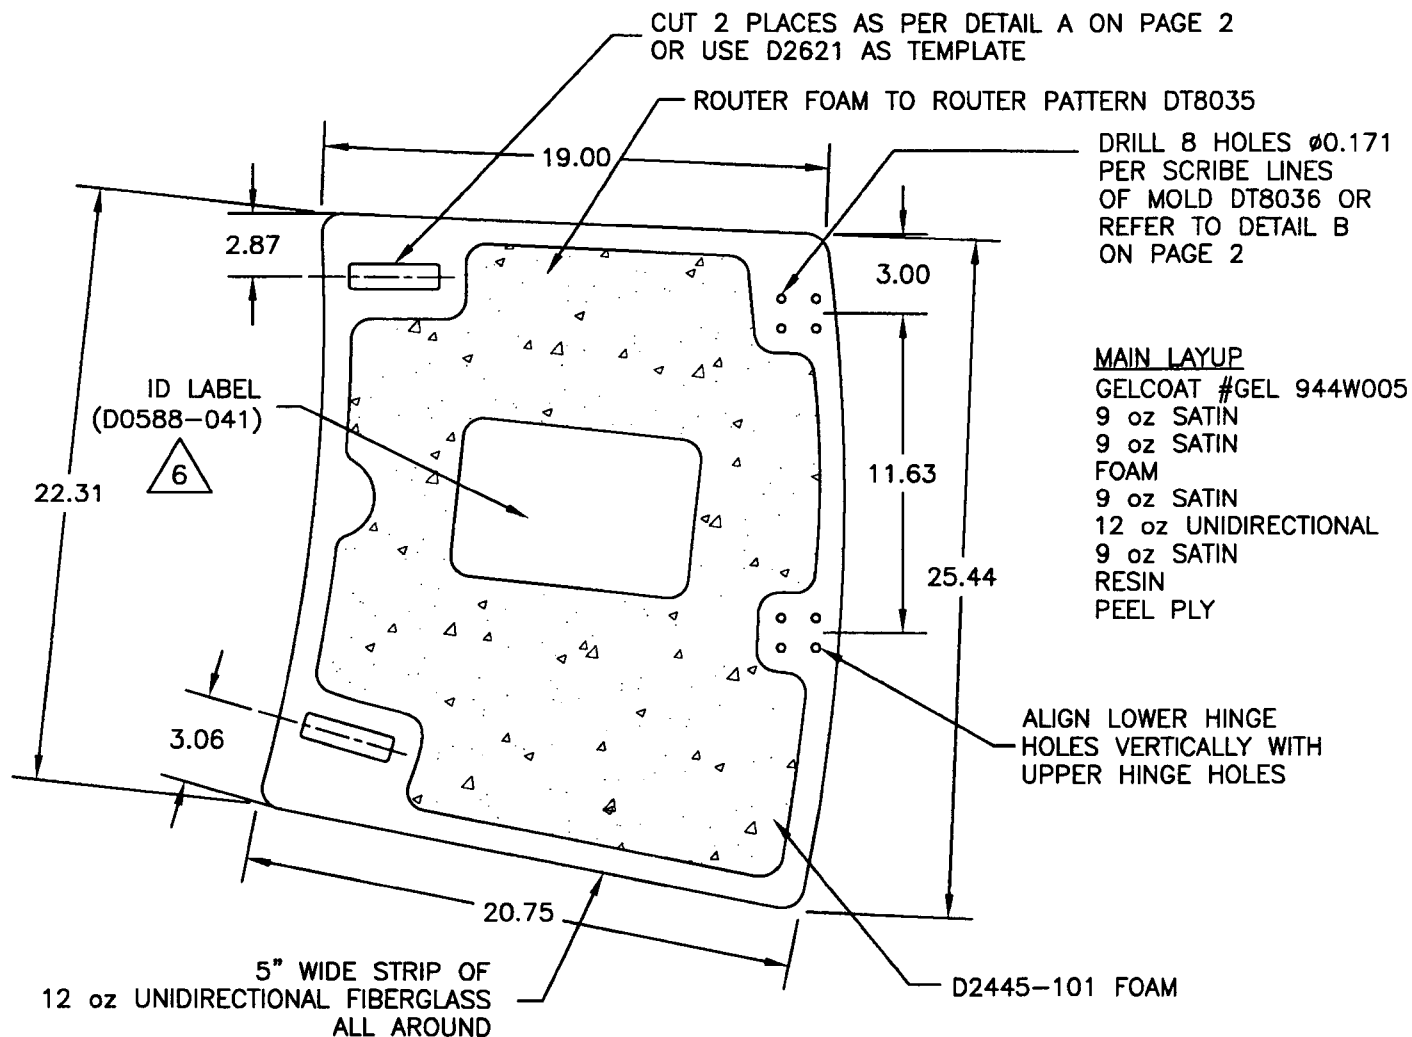 CUT 2 PLACES AS PER DETAIL A ON PAGE 2
OR USE D2621 AS TEMPLATE
ROUTER FOAM TO ROUTER PATTERN DT8035
DRILL 8 HOLES ø0.171
PER SCRIBE LINES
OF MOLD DT8036 OR
REFER TO DETAIL B
ON PAGE 2
19.00
2.87
3.00
MAIN LAYUP
GELCOAT #GEL 944W005
9 oz SATIN
9 oz SATIN
FOAM
9 oz SATIN
12 oz UNIDIRECTIONAL
9 oz SATIN
RESIN
PEEL PLY
ID LABEL
(D0588-041)
6
22.31
11.63
25.44
3.06
ALIGN LOWER HINGE
HOLES VERTICALLY WITH
UPPER HINGE HOLES
20.75
5" WIDE STRIP OF
12 oz UNIDIRECTIONAL FIBERGLASS
ALL AROUND
D2445-101 FOAM